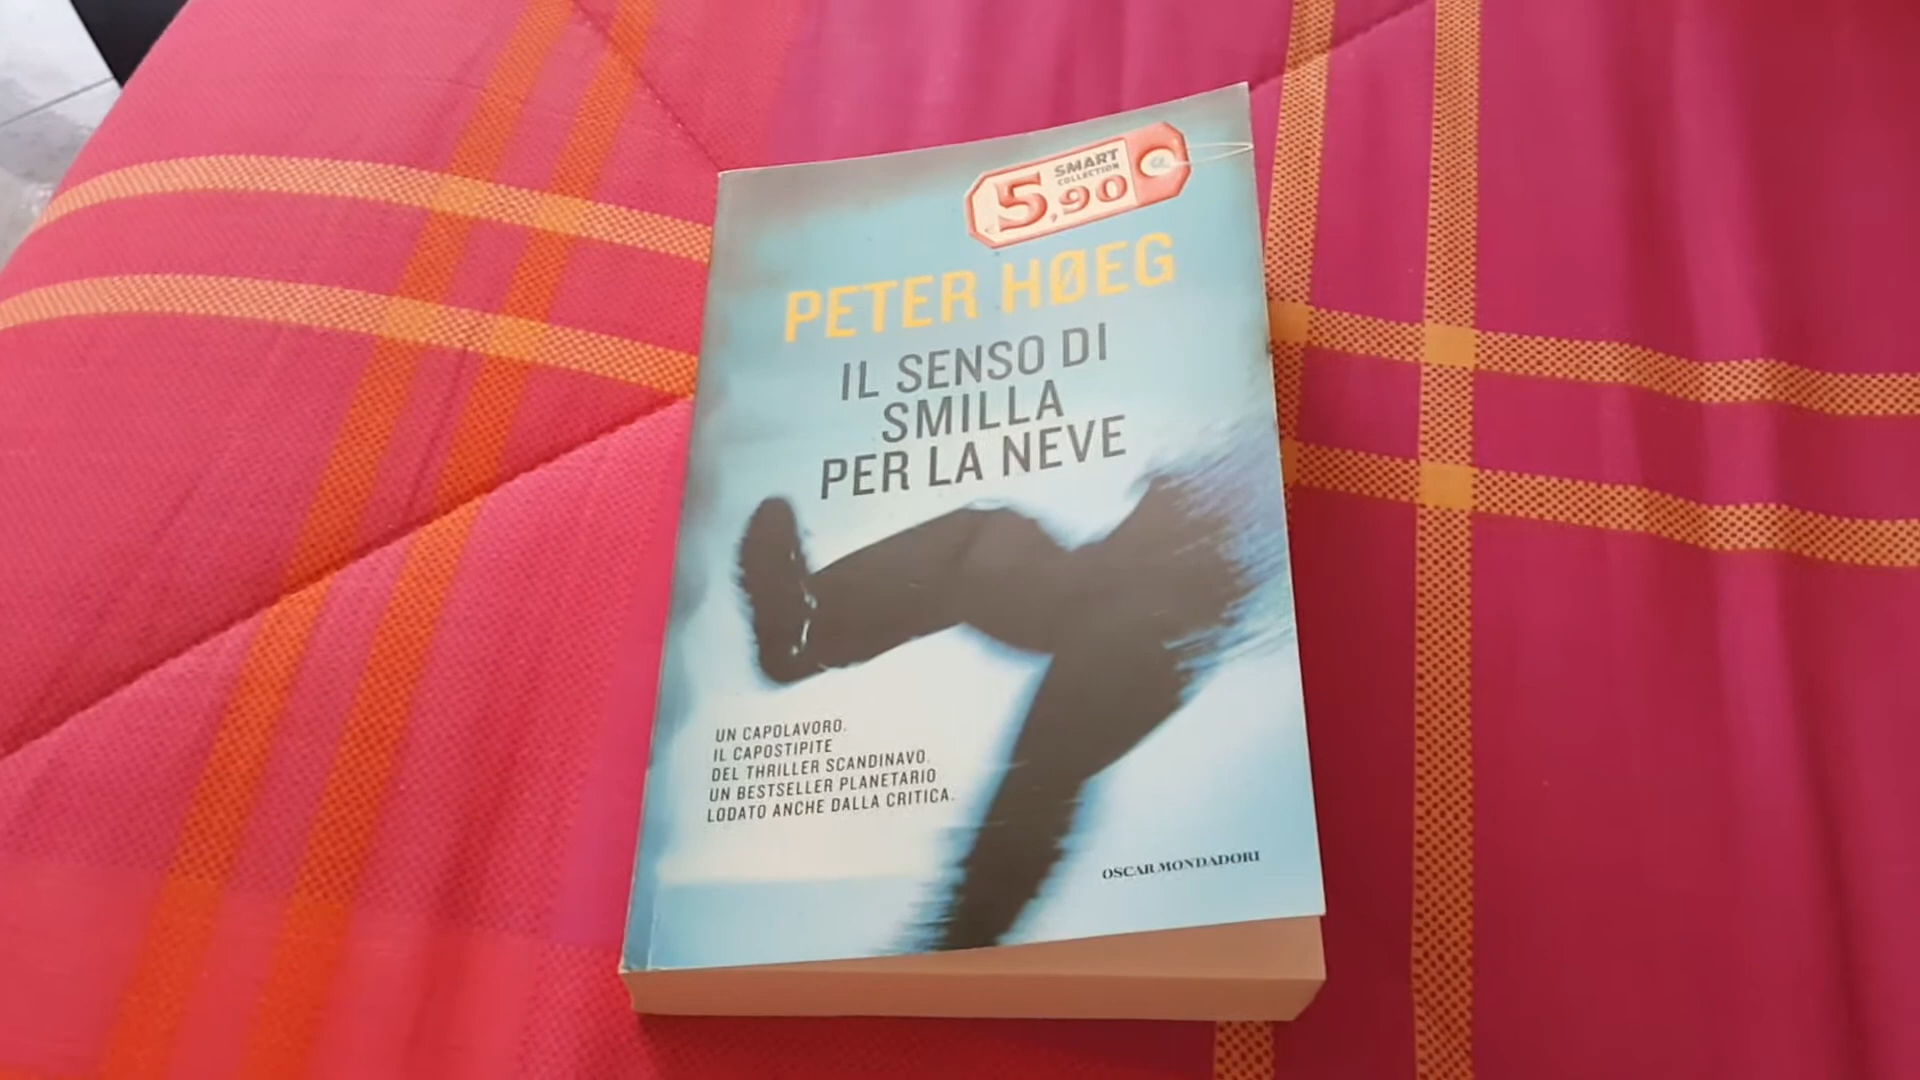 SMART
COLLECTION
€5,90
PETER HØEG
IL SENSO DI
SMILLA
PER LA NEVE
UN CAPOLAVORO.
IL CAPOSTIPITE
DEL THRILLER SCANDINAVO.
UN BESTSELLER PLANETARIO
LODATO ANCHE DALLA CRITICA.
OSCAR MONDADORI